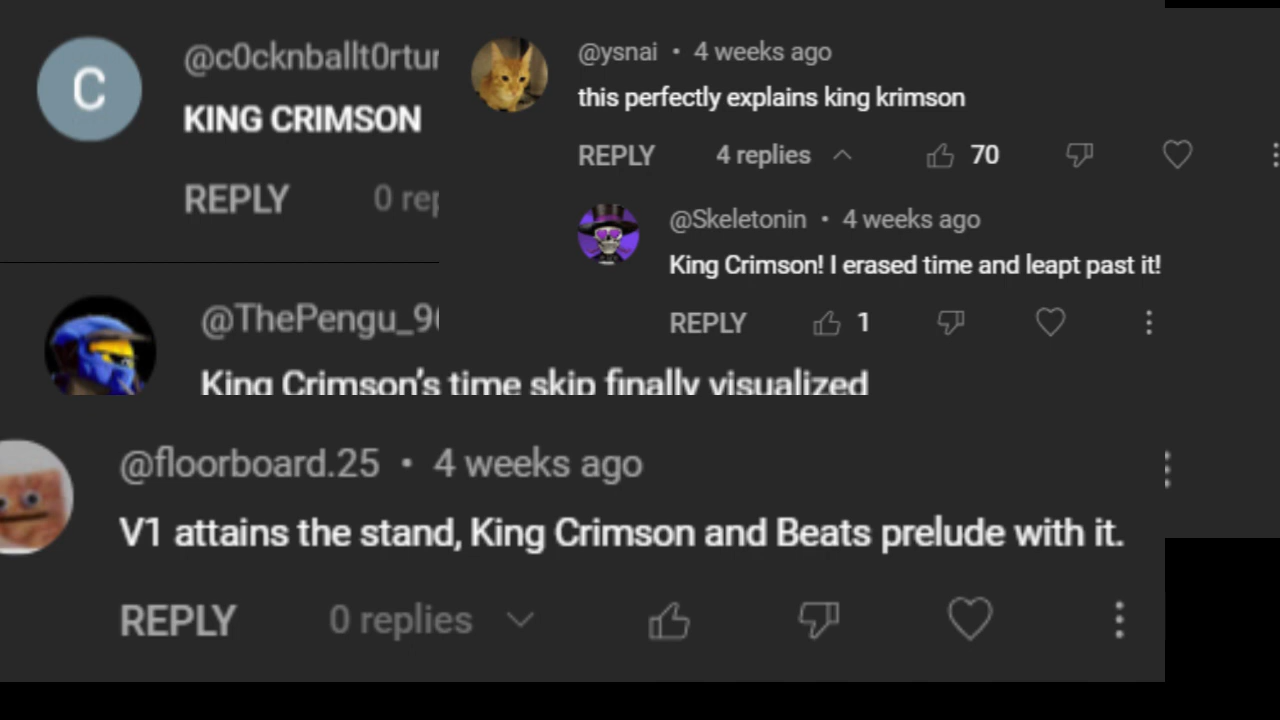 @c0cknballt0rtur
KING CRIMSON
REPLY 0 rep
@ysnai • 4 weeks ago
this perfectly explains king krimson
REPLY 4 replies 70
@Skeletonin • 4 weeks ago
King Crimson! I erased time and leapt past it!
REPLY 1
@ThePengu_9
King Crimson's time skip finally visualized
@floorboard.25 • 4 weeks ago
V1 attains the stand, King Crimson and Beats prelude with it.
REPLY 0 replies
C